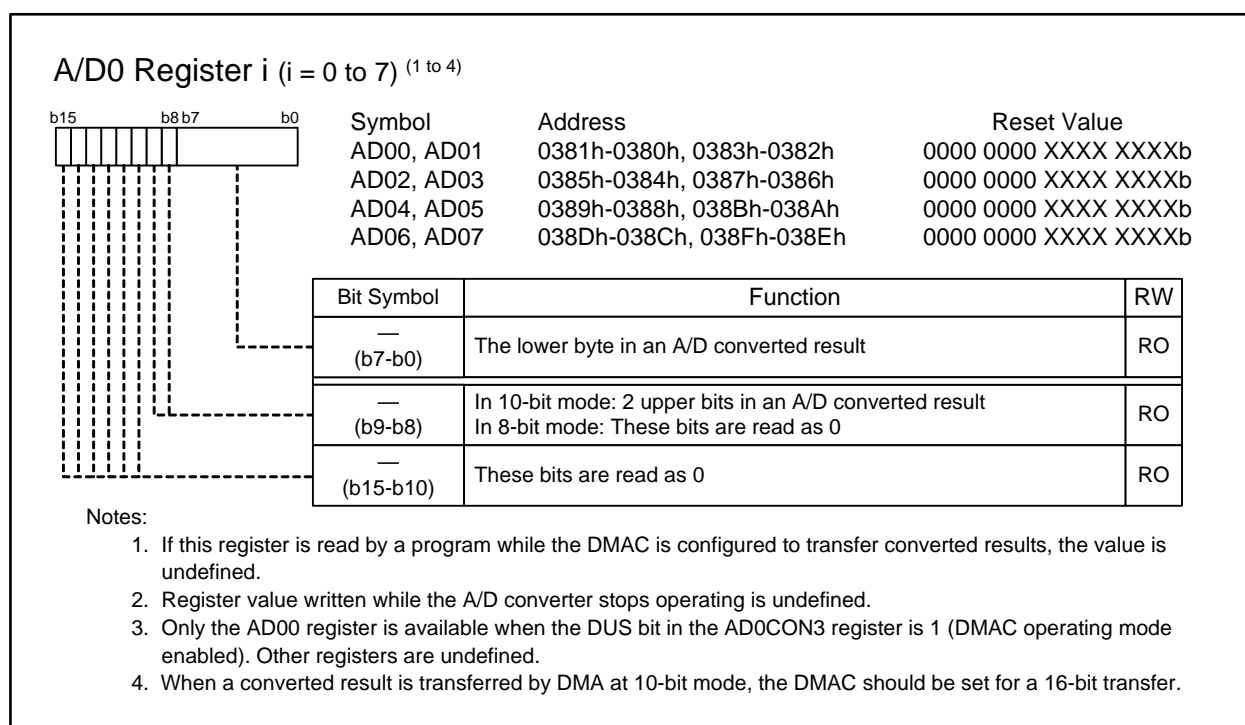 A/D0 Register i (i = 0 to 7) (1 to 4)
b15 b8 b7 b0
Symbol Address Reset Value
AD00, AD01 0381h-0380h, 0383h-0382h 0000 0000 XXXX XXXXb
AD02, AD03 0385h-0384h, 0387h-0386h 0000 0000 XXXX XXXXb
AD04, AD05 0389h-0388h, 038Bh-038Ah 0000 0000 XXXX XXXXb
AD06, AD07 038Dh-038Ch, 038Fh-038Eh 0000 0000 XXXX XXXXb
Bit Symbol Function RW
—
(b7-b0) The lower byte in an A/D converted result RO
—
(b9-b8) In 10-bit mode: 2 upper bits in an A/D converted result
In 8-bit mode: These bits are read as 0 RO
—
(b15-b10) These bits are read as 0 RO
Notes:
1. If this register is read by a program while the DMAC is configured to transfer converted results, the value is
undefined.
2. Register value written while the A/D converter stops operating is undefined.
3. Only the AD00 register is available when the DUS bit in the AD0CON3 register is 1 (DMAC operating mode
enabled). Other registers are undefined.
4. When a converted result is transferred by DMA at 10-bit mode, the DMAC should be set for a 16-bit transfer.